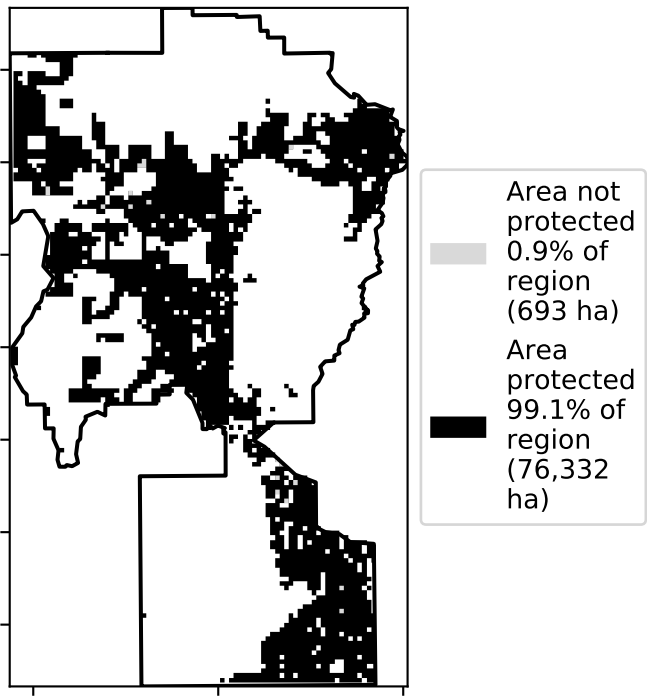 Area not
protected
0.9% of
region
(693 ha)
Area
protected
99.1% of
region
(76,332
ha)